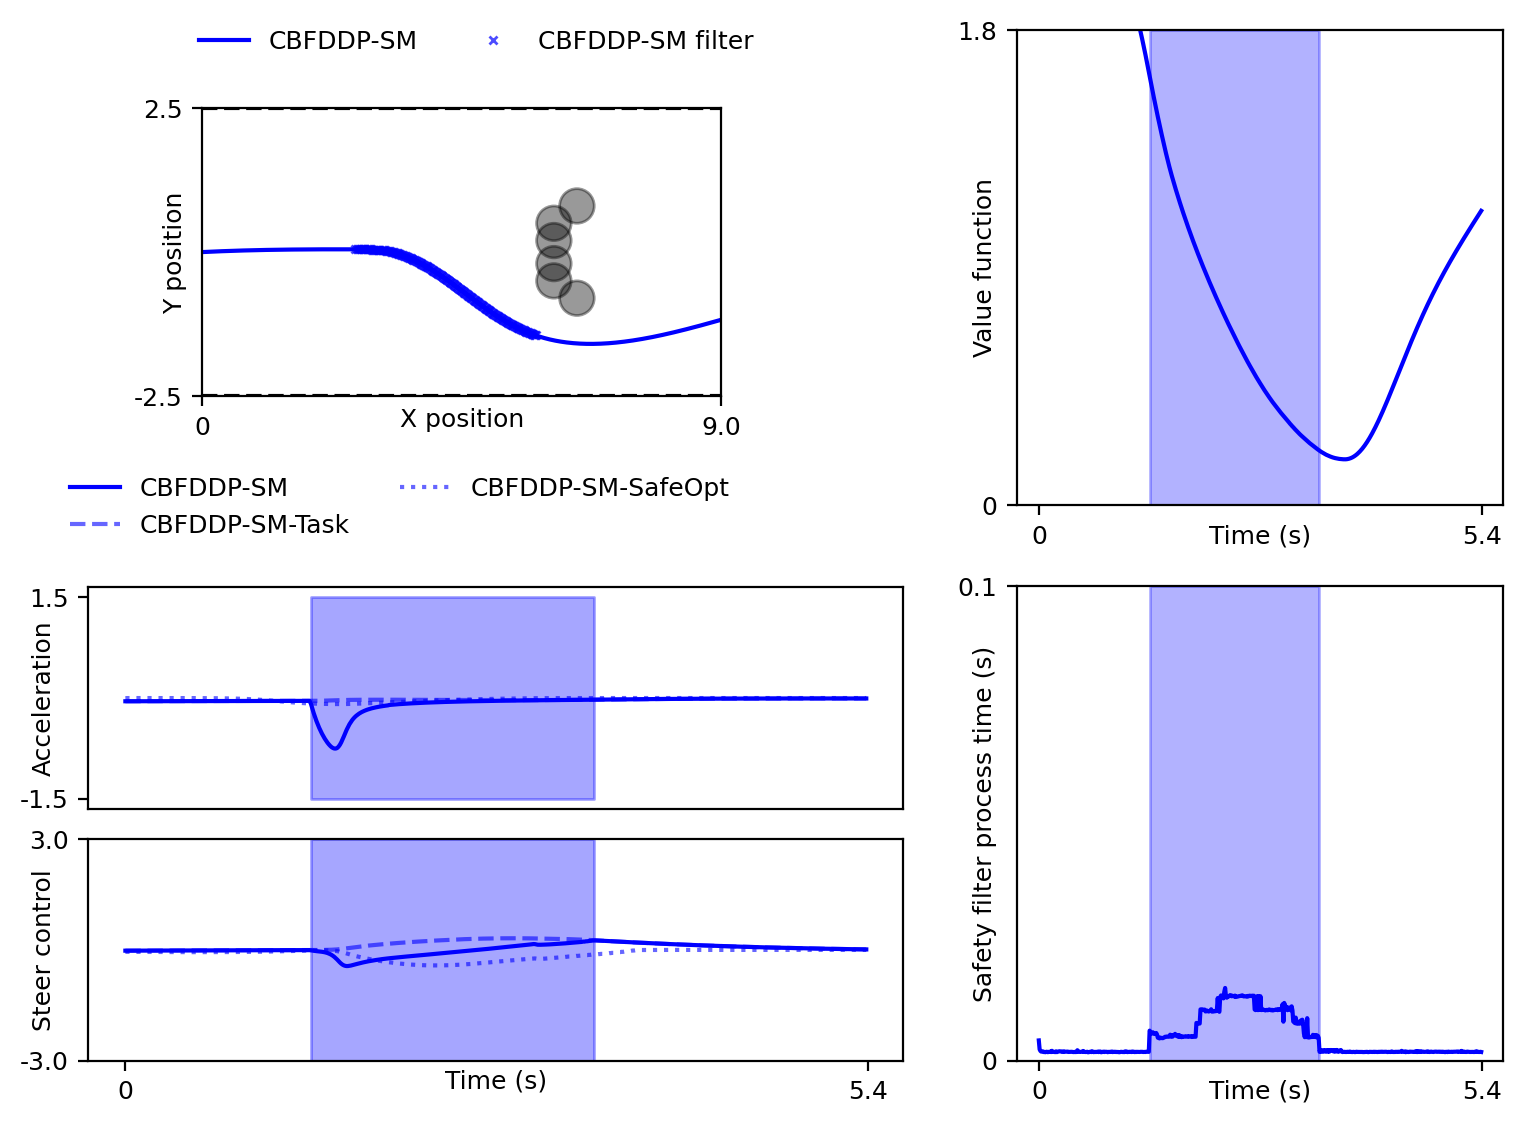 CBFDDP-SM
CBFDDP-SM filter
2.5
Y position
-2.5
0
X position
9.0
1.8
Value function
0
0
Time (s)
5.4
CBFDDP-SM
CBFDDP-SM-SafeOpt
CBFDDP-SM-Task
1.5
Acceleration
-1.5
3.0
Steer control
-3.0
0
Time (s)
5.4
0.1
Safety filter process time (s)
0
0
Time (s)
5.4